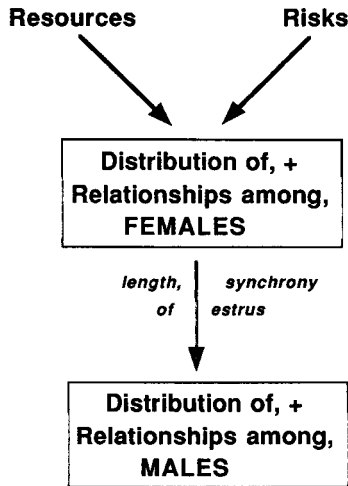 Resources Risks
Distribution of, +
Relationships among,
FEMALES
length, synchrony
of estrus
Distribution of, +
Relationships among,
MALES